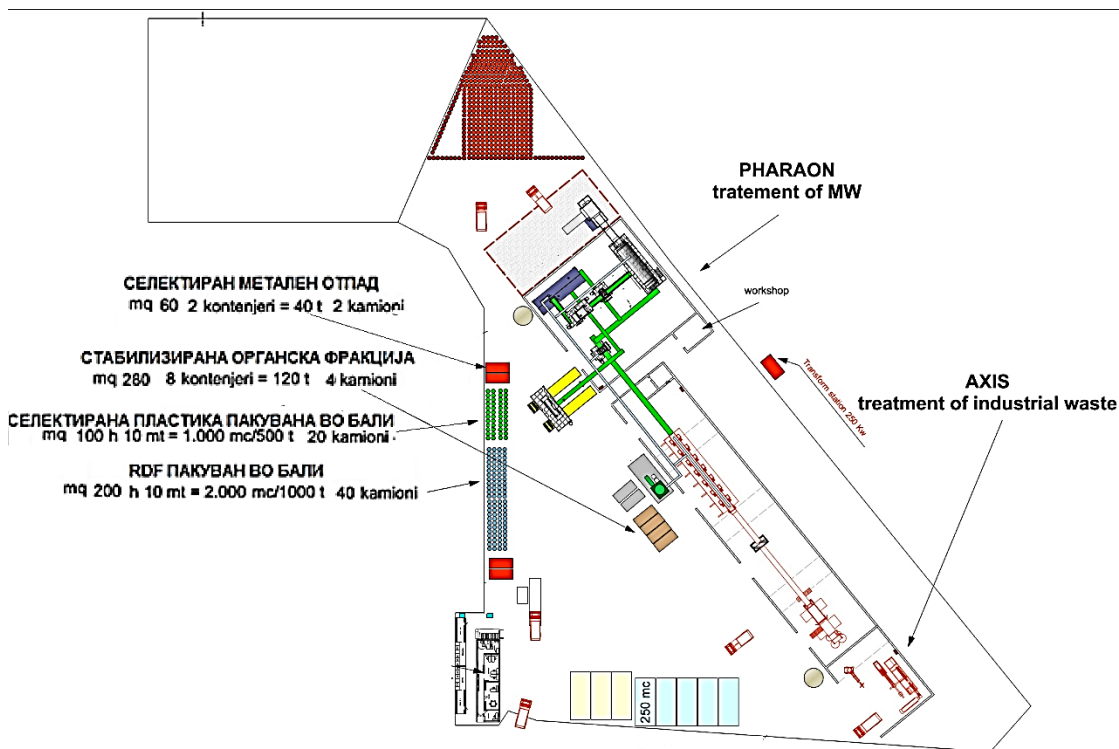 PHARAON
tratement of MW
СЕЛЕКТИРАН МЕТАЛЕН ОТПАД
mq 60 2 kontenjeri = 40 t 2 kamioni
workshop
СТАБИЛИЗИРАНА ОРГАНСКА ФРАКЦИЈА
mq 280 8 kontenjeri = 120 t 4 kamioni
Transform station 250 Kw
AXIS
treatment of industrial waste
СЕЛЕКТИРАНА ПЛАСТИКА ПАКУВАНА ВО БАЛИ
mq 100 h 10 mt = 1.000 mc/500 t 20 kamioni
RDF ПАКУВАН ВО БАЛИ
mq 200 h 10 mt = 2.000 mc/1000 t 40 kamioni
250 mc